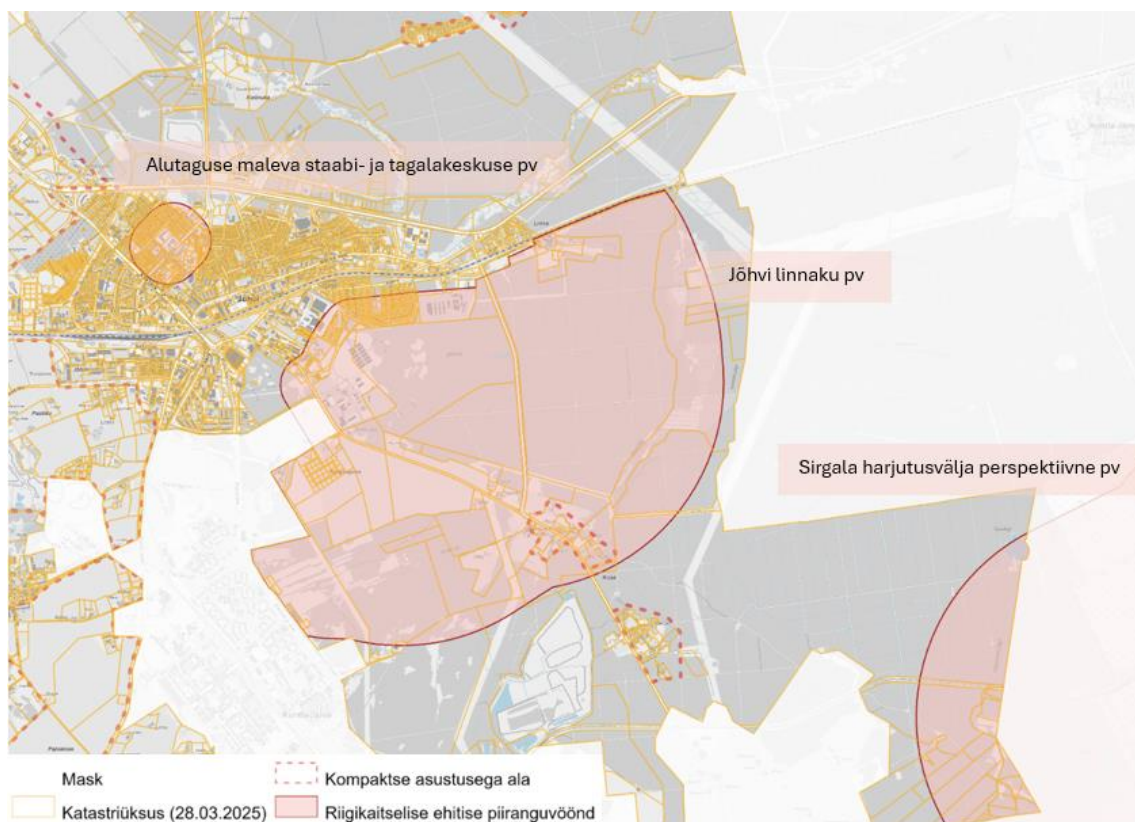 Alutaguse maleva staabi- ja tagalakeskuse pv
Jõhvi linnaku pv
Sirgala harjutusvälja perspektiivne pv
Mask
Kompaktse asustusega ala
Katastriüksus (28.03.2025)
Riigikaitselise ehitise piiranguvöönd